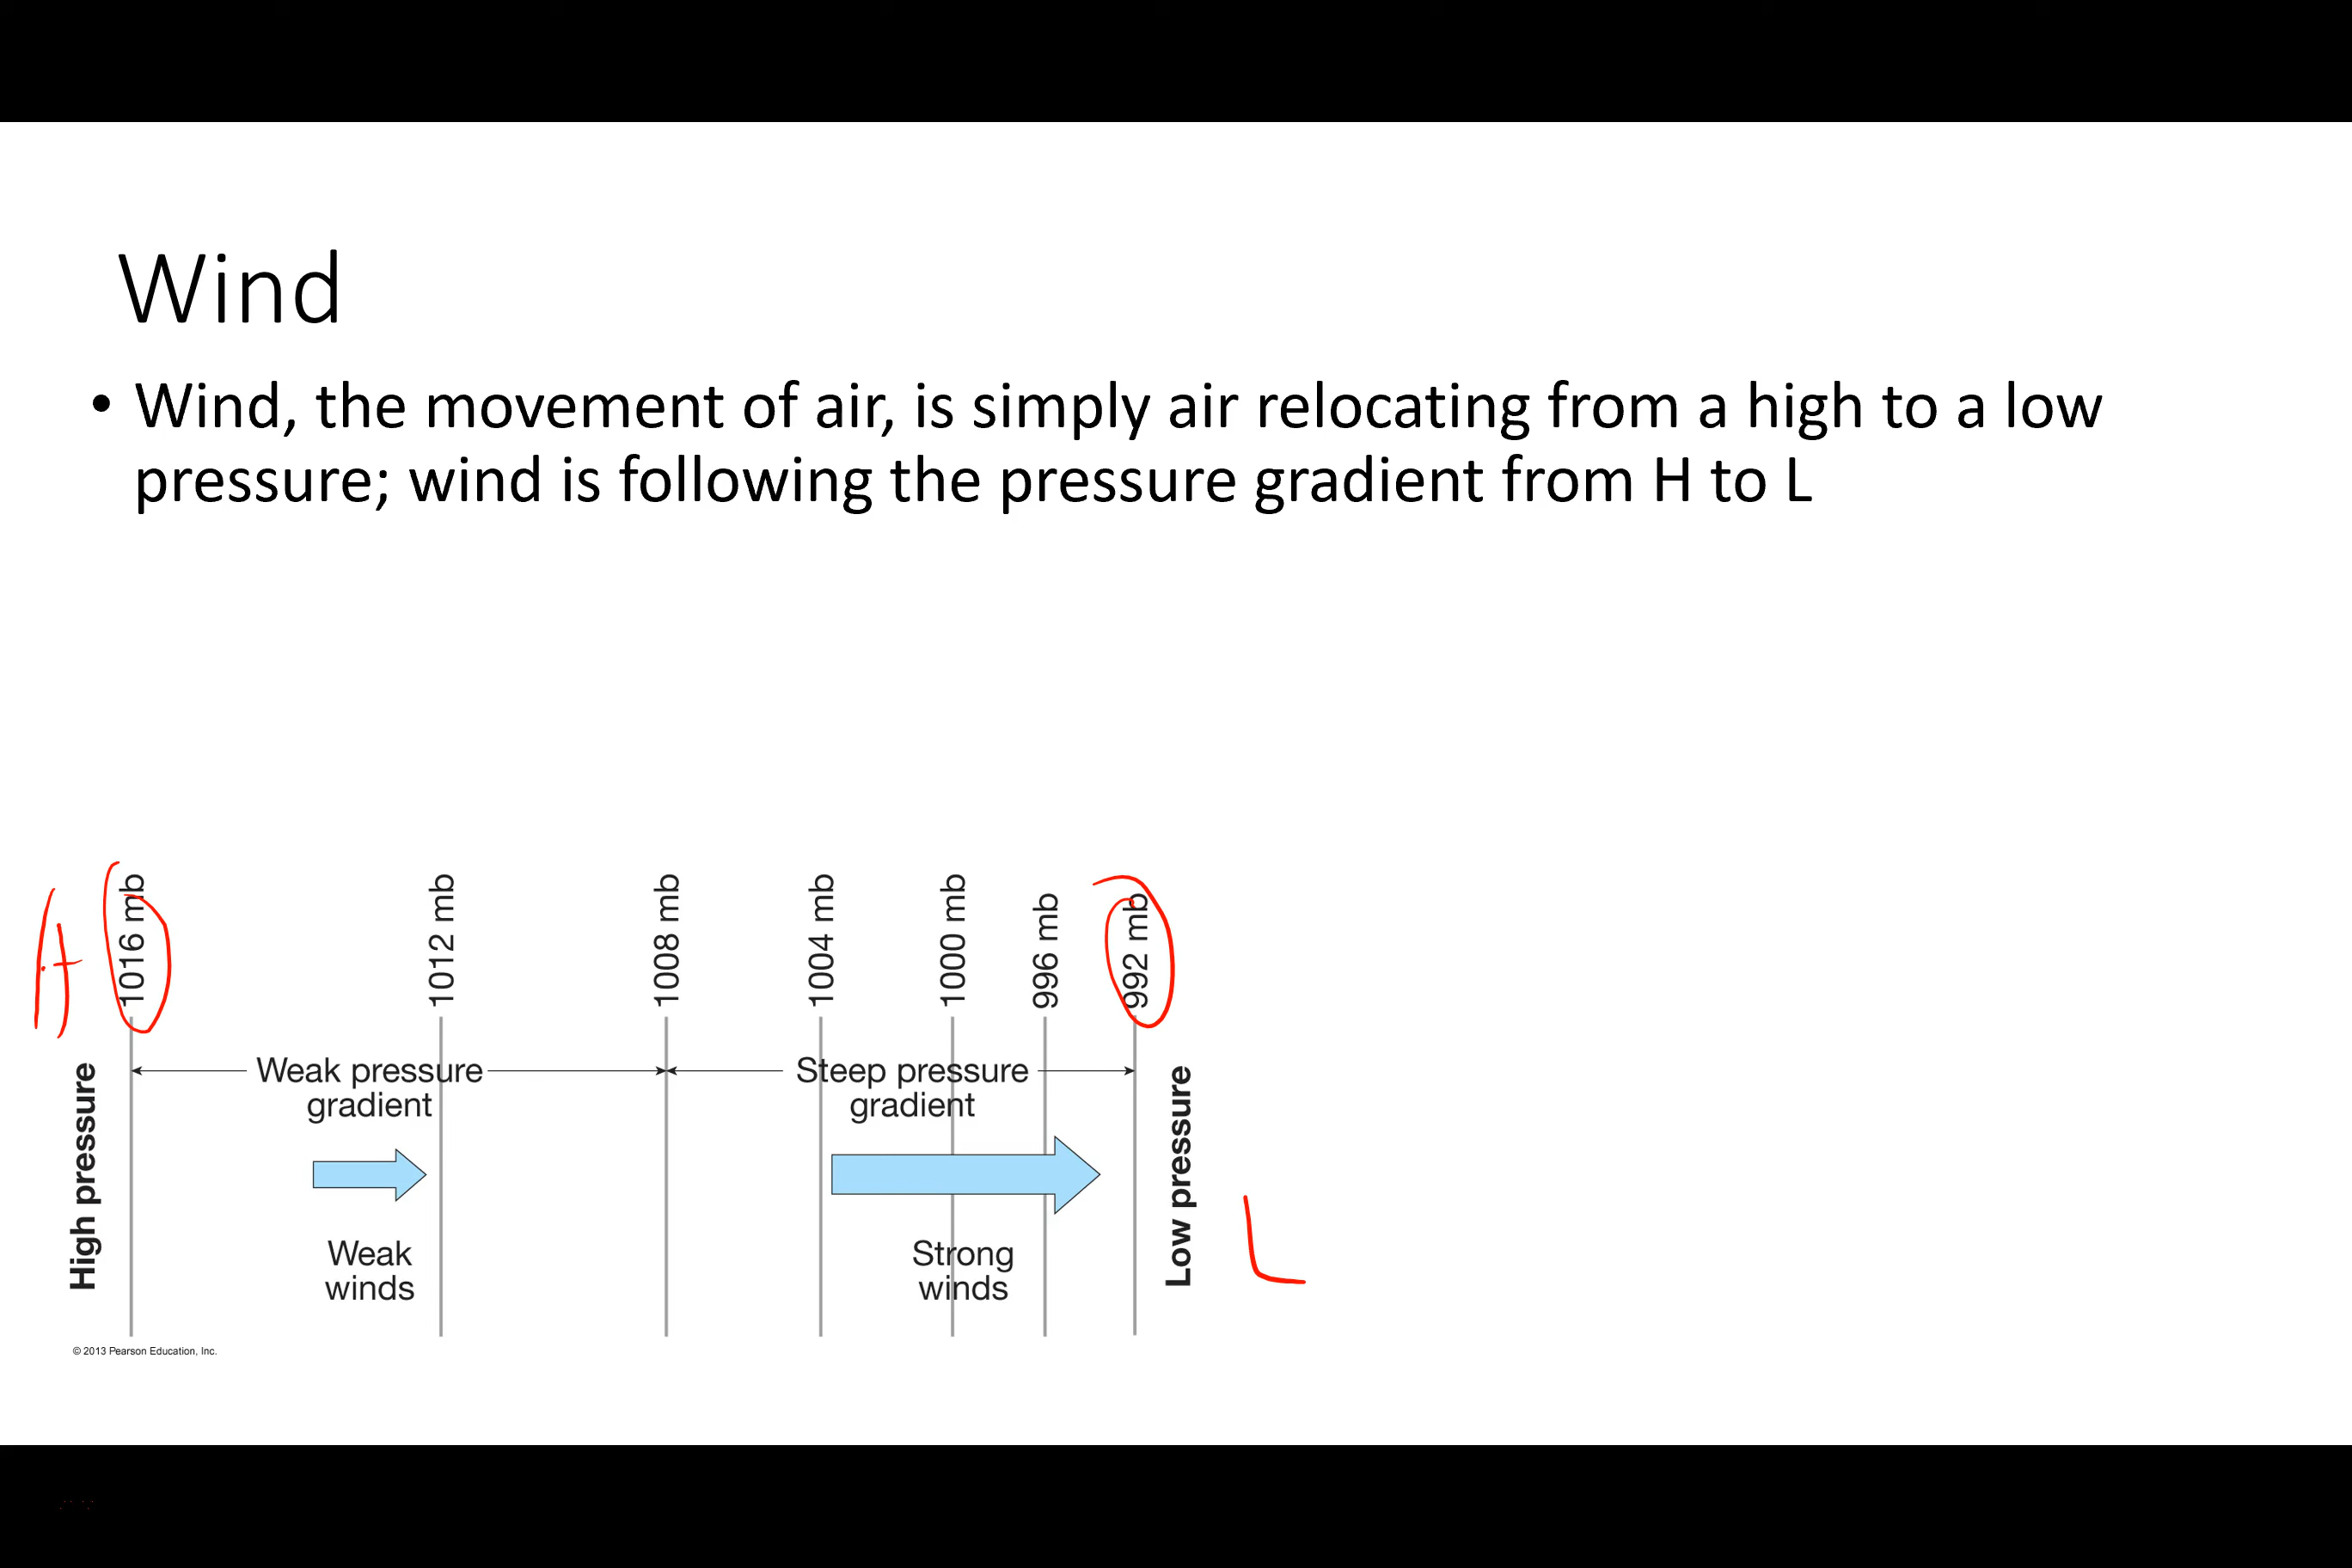 Wind
• Wind, the movement of air, is simply air relocating from a high to a low
pressure; wind is following the pressure gradient from H to L
H
1016 mb
1012 mb
1008 mb
1004 mb
1000 mb
996 mb
992 mb
High pressure
Weak pressure
gradient
Steep pressure
gradient
Weak
winds
Strong
winds
Low pressure
L
© 2013 Pearson Education, Inc.